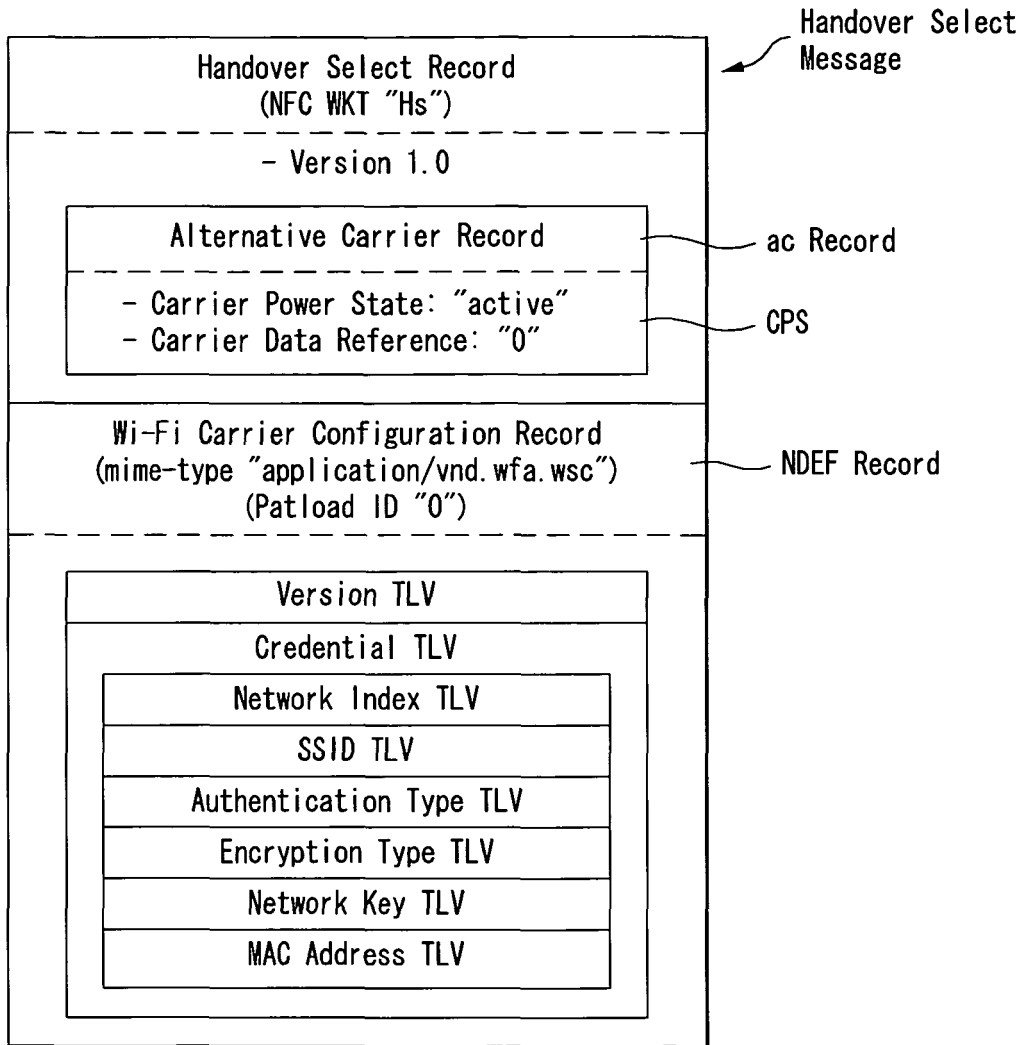 Handover Select
Message
Handover Select Record
(NFC WKT "Hs")
- Version 1.0
Alternative Carrier Record
ac Record
- Carrier Power State: "active"
- Carrier Data Reference: "0"
CPS
Wi-Fi Carrier Configuration Record
(mime-type "application/vnd.wfa.wsc")
(Patload ID "0")
NDEF Record
Version TLV
Credential TLV
Network Index TLV
SSID TLV
Authentication Type TLV
Encryption Type TLV
Network Key TLV
MAC Address TLV